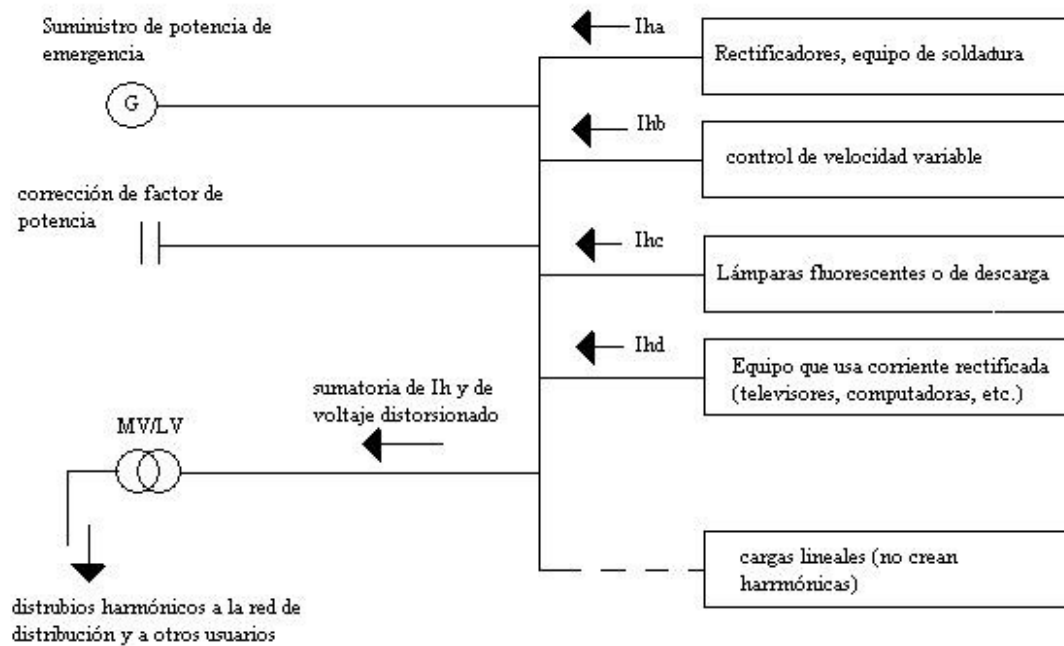 Suministro de potencia de
emergencia
G
corrección de factor de
potencia
Iha
Rectificadores, equipo de soldadura
Ihb
control de velocidad variable
Ihc
Lámparas fluorescentes o de descarga
Ihd
Equipo que usa corriente rectificada
(televisores, computadoras, etc.)
sumatoria de Ih y de
voltaje distorsionado
MV/LV
cargas lineales (no crean
harrmónicas)
distrubios harmónicos a la red de
distribución y a otros usuarios